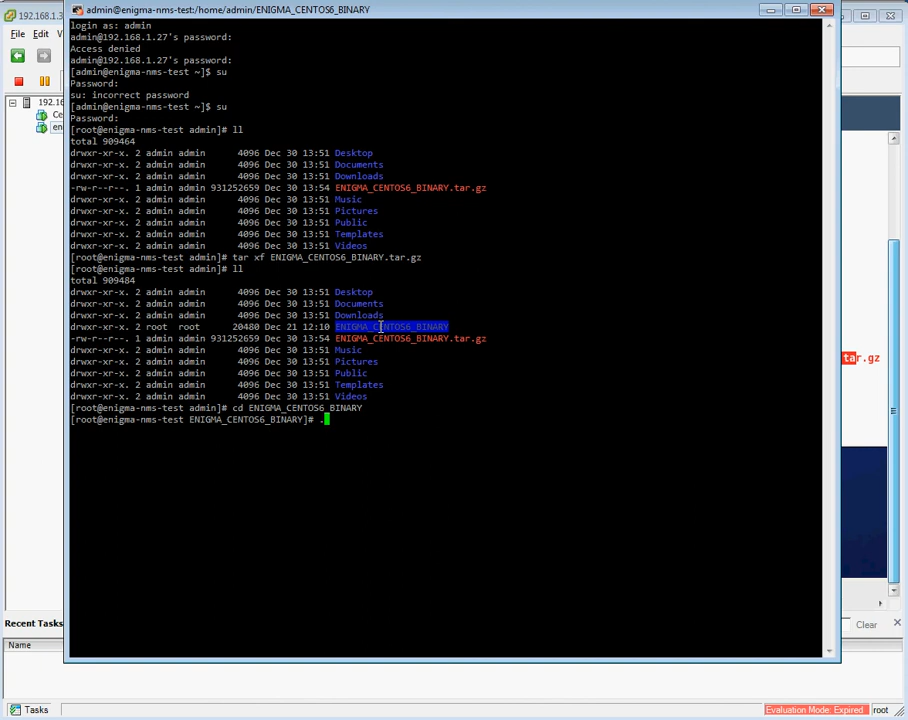 admin@enigma-nms-test:/home/admin/ENIGMA_CENTOS6_BINARY
192.168.1.3
File Edit
login as: admin
admin@192.168.1.27's password:
Access denied
admin@192.168.1.27's password:
[admin@enigma-nms-test ~]$ su
Password:
su: incorrect password
[admin@enigma-nms-test ~]$ su
Password:
[root@enigma-nms-test admin]# ll
total 909464
drwxr-xr-x. 2 admin admin 4096 Dec 30 13:51 Desktop
drwxr-xr-x. 2 admin admin 4096 Dec 30 13:51 Documents
drwxr-xr-x. 2 admin admin 4096 Dec 30 13:51 Downloads
-rw-r--r--. 1 admin admin 931252659 Dec 30 13:54 ENIGMA_CENTOS6_BINARY.tar.gz
drwxr-xr-x. 2 admin admin 4096 Dec 30 13:51 Music
drwxr-xr-x. 2 admin admin 4096 Dec 30 13:51 Pictures
drwxr-xr-x. 2 admin admin 4096 Dec 30 13:51 Public
drwxr-xr-x. 2 admin admin 4096 Dec 30 13:51 Templates
drwxr-xr-x. 2 admin admin 4096 Dec 30 13:51 Videos
[root@enigma-nms-test admin]# tar xf ENIGMA_CENTOS6_BINARY.tar.gz
[root@enigma-nms-test admin]# ll
total 909484
drwxr-xr-x. 2 admin admin 4096 Dec 30 13:51 Desktop
drwxr-xr-x. 2 admin admin 4096 Dec 30 13:51 Documents
drwxr-xr-x. 2 admin admin 4096 Dec 30 13:51 Downloads
drwxr-xr-x. 2 root root 20480 Dec 21 12:10 ENIGMA_CENTOS6_BINARY
-rw-r--r--. 1 admin admin 931252659 Dec 30 13:54 ENIGMA_CENTOS6_BINARY.tar.gz
drwxr-xr-x. 2 admin admin 4096 Dec 30 13:51 Music
drwxr-xr-x. 2 admin admin 4096 Dec 30 13:51 Pictures
drwxr-xr-x. 2 admin admin 4096 Dec 30 13:51 Public
drwxr-xr-x. 2 admin admin 4096 Dec 30 13:51 Templates
drwxr-xr-x. 2 admin admin 4096 Dec 30 13:51 Videos
[root@enigma-nms-test admin]# cd ENIGMA_CENTOS6_BINARY
[root@enigma-nms-test ENIGMA_CENTOS6_BINARY]# .
192.16
Ce
en
tar.gz
Recent Tasks
Clear
Name
Tasks
Evaluation Mode: Expired
root